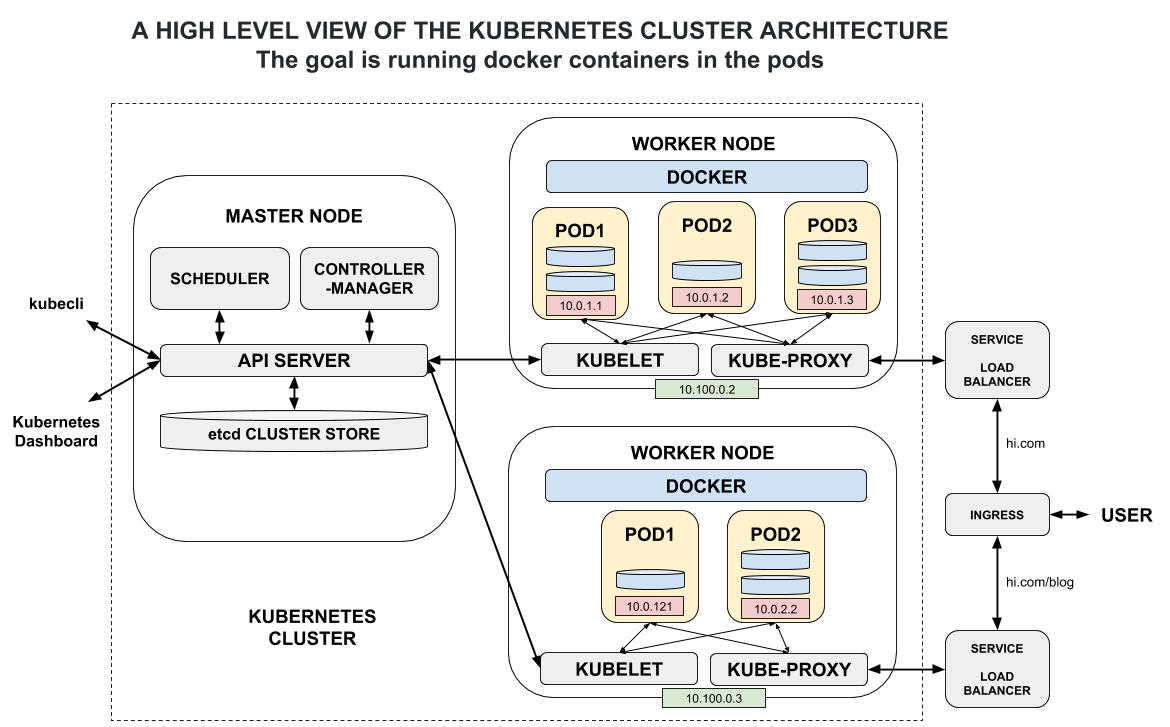 A HIGH LEVEL VIEW OF THE KUBERNETES CLUSTER ARCHITECTURE
The goal is running docker containers in the pods
kubecli
Kubernetes
Dashboard
MASTER NODE
SCHEDULER
CONTROLLER
-MANAGER
API SERVER
etcd CLUSTER STORE
KUBERNETES
CLUSTER
WORKER NODE
DOCKER
POD1
10.0.1.1
POD2
10.0.1.2
POD3
10.0.1.3
KUBELET
KUBE-PROXY
10.100.0.2
WORKER NODE
DOCKER
POD1
10.0.121
POD2
10.0.2.2
KUBELET
KUBE-PROXY
10.100.0.3
SERVICE
LOAD
BALANCER
hi.com
INGRESS
USER
hi.com/blog
SERVICE
LOAD
BALANCER